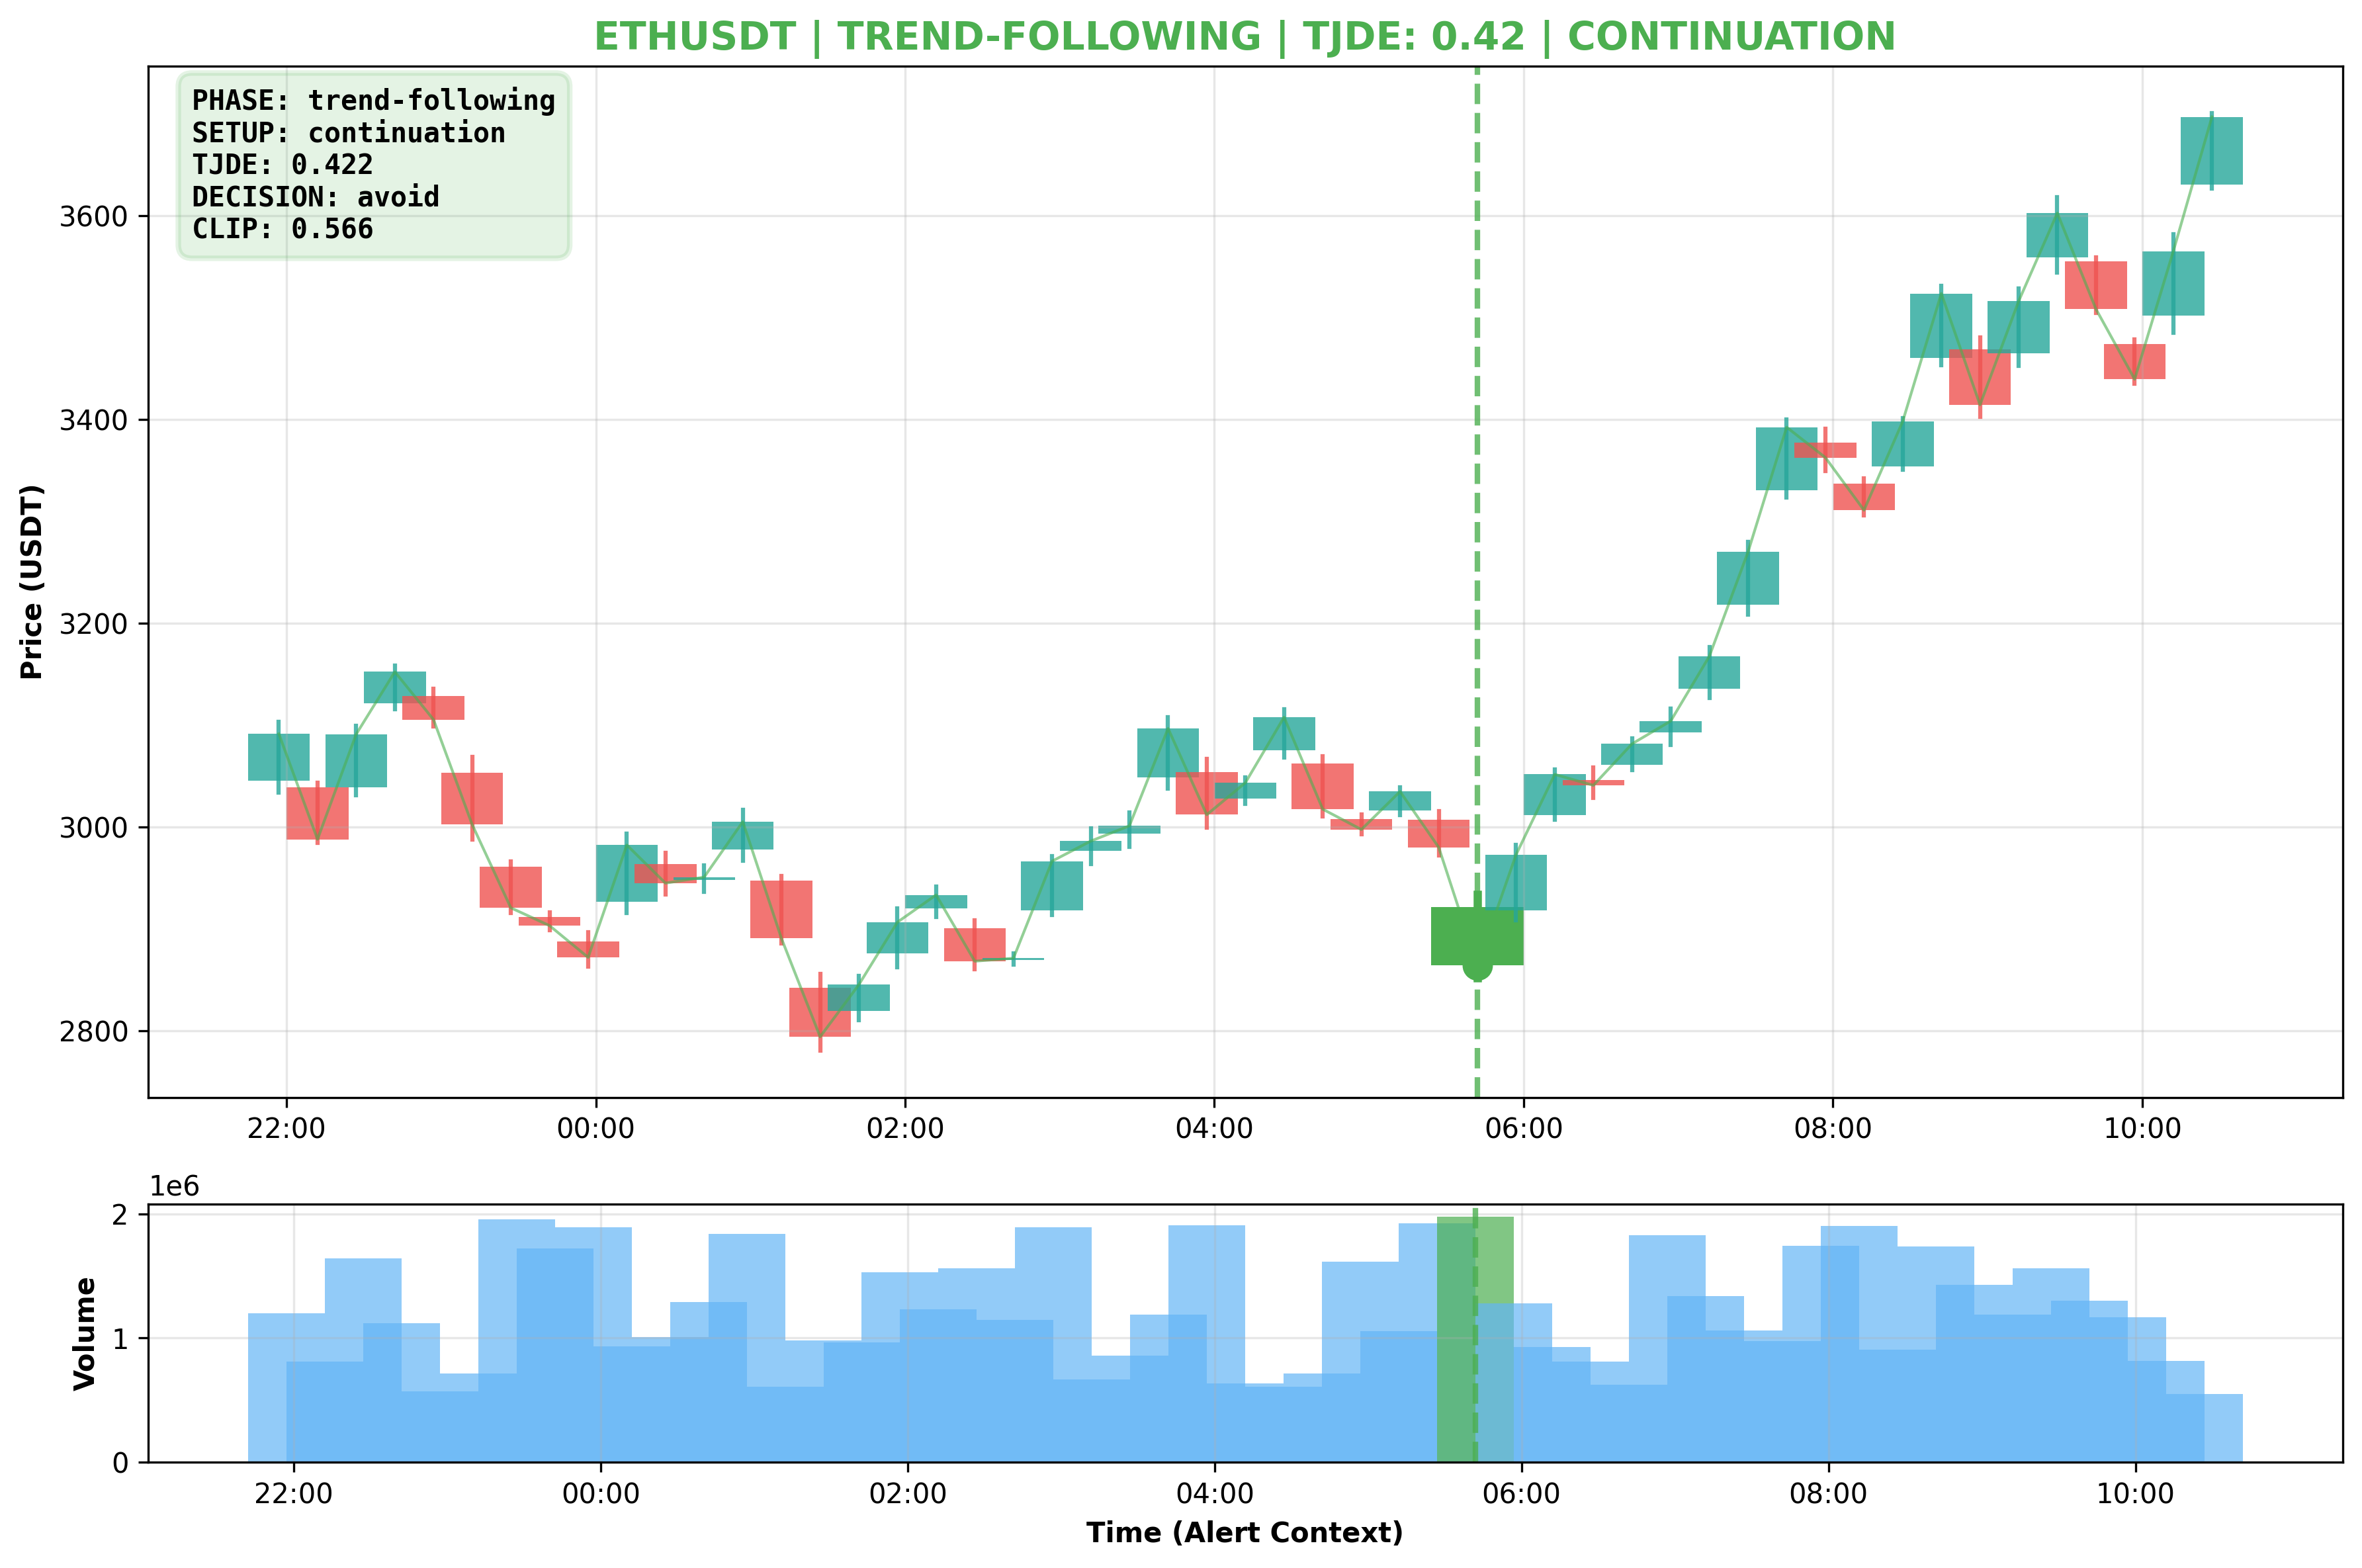 ETHUSDT | TREND-FOLLOWING | TJDE: 0.42 | CONTINUATION
PHASE: trend-following
SETUP: continuation
TJDE: 0.422
DECISION: avoid
CLIP: 0.566
Price (USDT)
3600
3400
3200
3000
2800
22:00 00:00 02:00 04:00 06:00 08:00 10:00
1e6
Volume
2
1
0
22:00 00:00 02:00 04:00 06:00 08:00 10:00
Time (Alert Context)